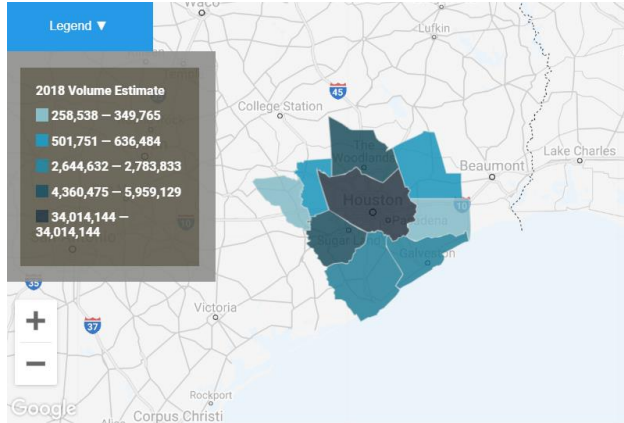 Legend ▼
Waco
Lufkin
2018 Volume Estimate
258,538 – 349,765
501,751 – 636,484
2,644,632 – 2,783,833
4,360,475 – 5,959,129
34,014,144 –
34,014,144
45
College Station
The
Woodlands
Beaumont
Lake Charles
Houston
10
Pasadena
10
Sugar Land
Galveston
35
Victoria
37
+
−
Rockport
Google
Alice
Corpus Christi